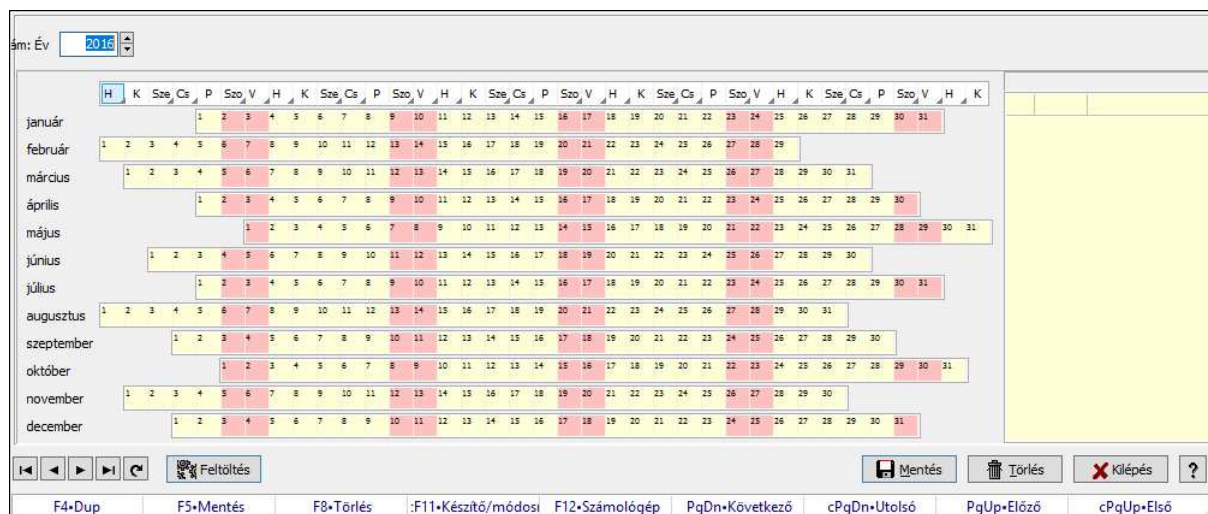 ám: Év 2016
H K Sze Cs P Szo V H K Sze Cs P Szo V H K Sze Cs P Szo V H K Sze Cs P Szo V H K Sze Cs P Szo V H K
január 1 2 3 4 5 6 7 8 9 10 11 12 13 14 15 16 17 18 19 20 21 22 23 24 25 26 27 28 29 30 31
február 1 2 3 4 5 6 7 8 9 10 11 12 13 14 15 16 17 18 19 20 21 22 23 24 25 26 27 28 29
március 1 2 3 4 5 6 7 8 9 10 11 12 13 14 15 16 17 18 19 20 21 22 23 24 25 26 27 28 29 30 31
április 1 2 3 4 5 6 7 8 9 10 11 12 13 14 15 16 17 18 19 20 21 22 23 24 25 26 27 28 29 30
május 1 2 3 4 5 6 7 8 9 10 11 12 13 14 15 16 17 18 19 20 21 22 23 24 25 26 27 28 29 30 31
június 1 2 3 4 5 6 7 8 9 10 11 12 13 14 15 16 17 18 19 20 21 22 23 24 25 26 27 28 29 30
július 1 2 3 4 5 6 7 8 9 10 11 12 13 14 15 16 17 18 19 20 21 22 23 24 25 26 27 28 29 30 31
augusztus 1 2 3 4 5 6 7 8 9 10 11 12 13 14 15 16 17 18 19 20 21 22 23 24 25 26 27 28 29 30 31
szeptember 1 2 3 4 5 6 7 8 9 10 11 12 13 14 15 16 17 18 19 20 21 22 23 24 25 26 27 28 29 30
október 1 2 3 4 5 6 7 8 9 10 11 12 13 14 15 16 17 18 19 20 21 22 23 24 25 26 27 28 29 30 31
november 1 2 3 4 5 6 7 8 9 10 11 12 13 14 15 16 17 18 19 20 21 22 23 24 25 26 27 28 29 30
december 1 2 3 4 5 6 7 8 9 10 11 12 13 14 15 16 17 18 19 20 21 22 23 24 25 26 27 28 29 30 31
Feltöltés Mentés Törlés Kilépés ?
F4•Dup F5•Mentés F8•Törlés :F11•Készítő/módosí F12•Számológép PgDn•Következő cPgDn•Utolsó PgUp•Előző cPgUp•Első